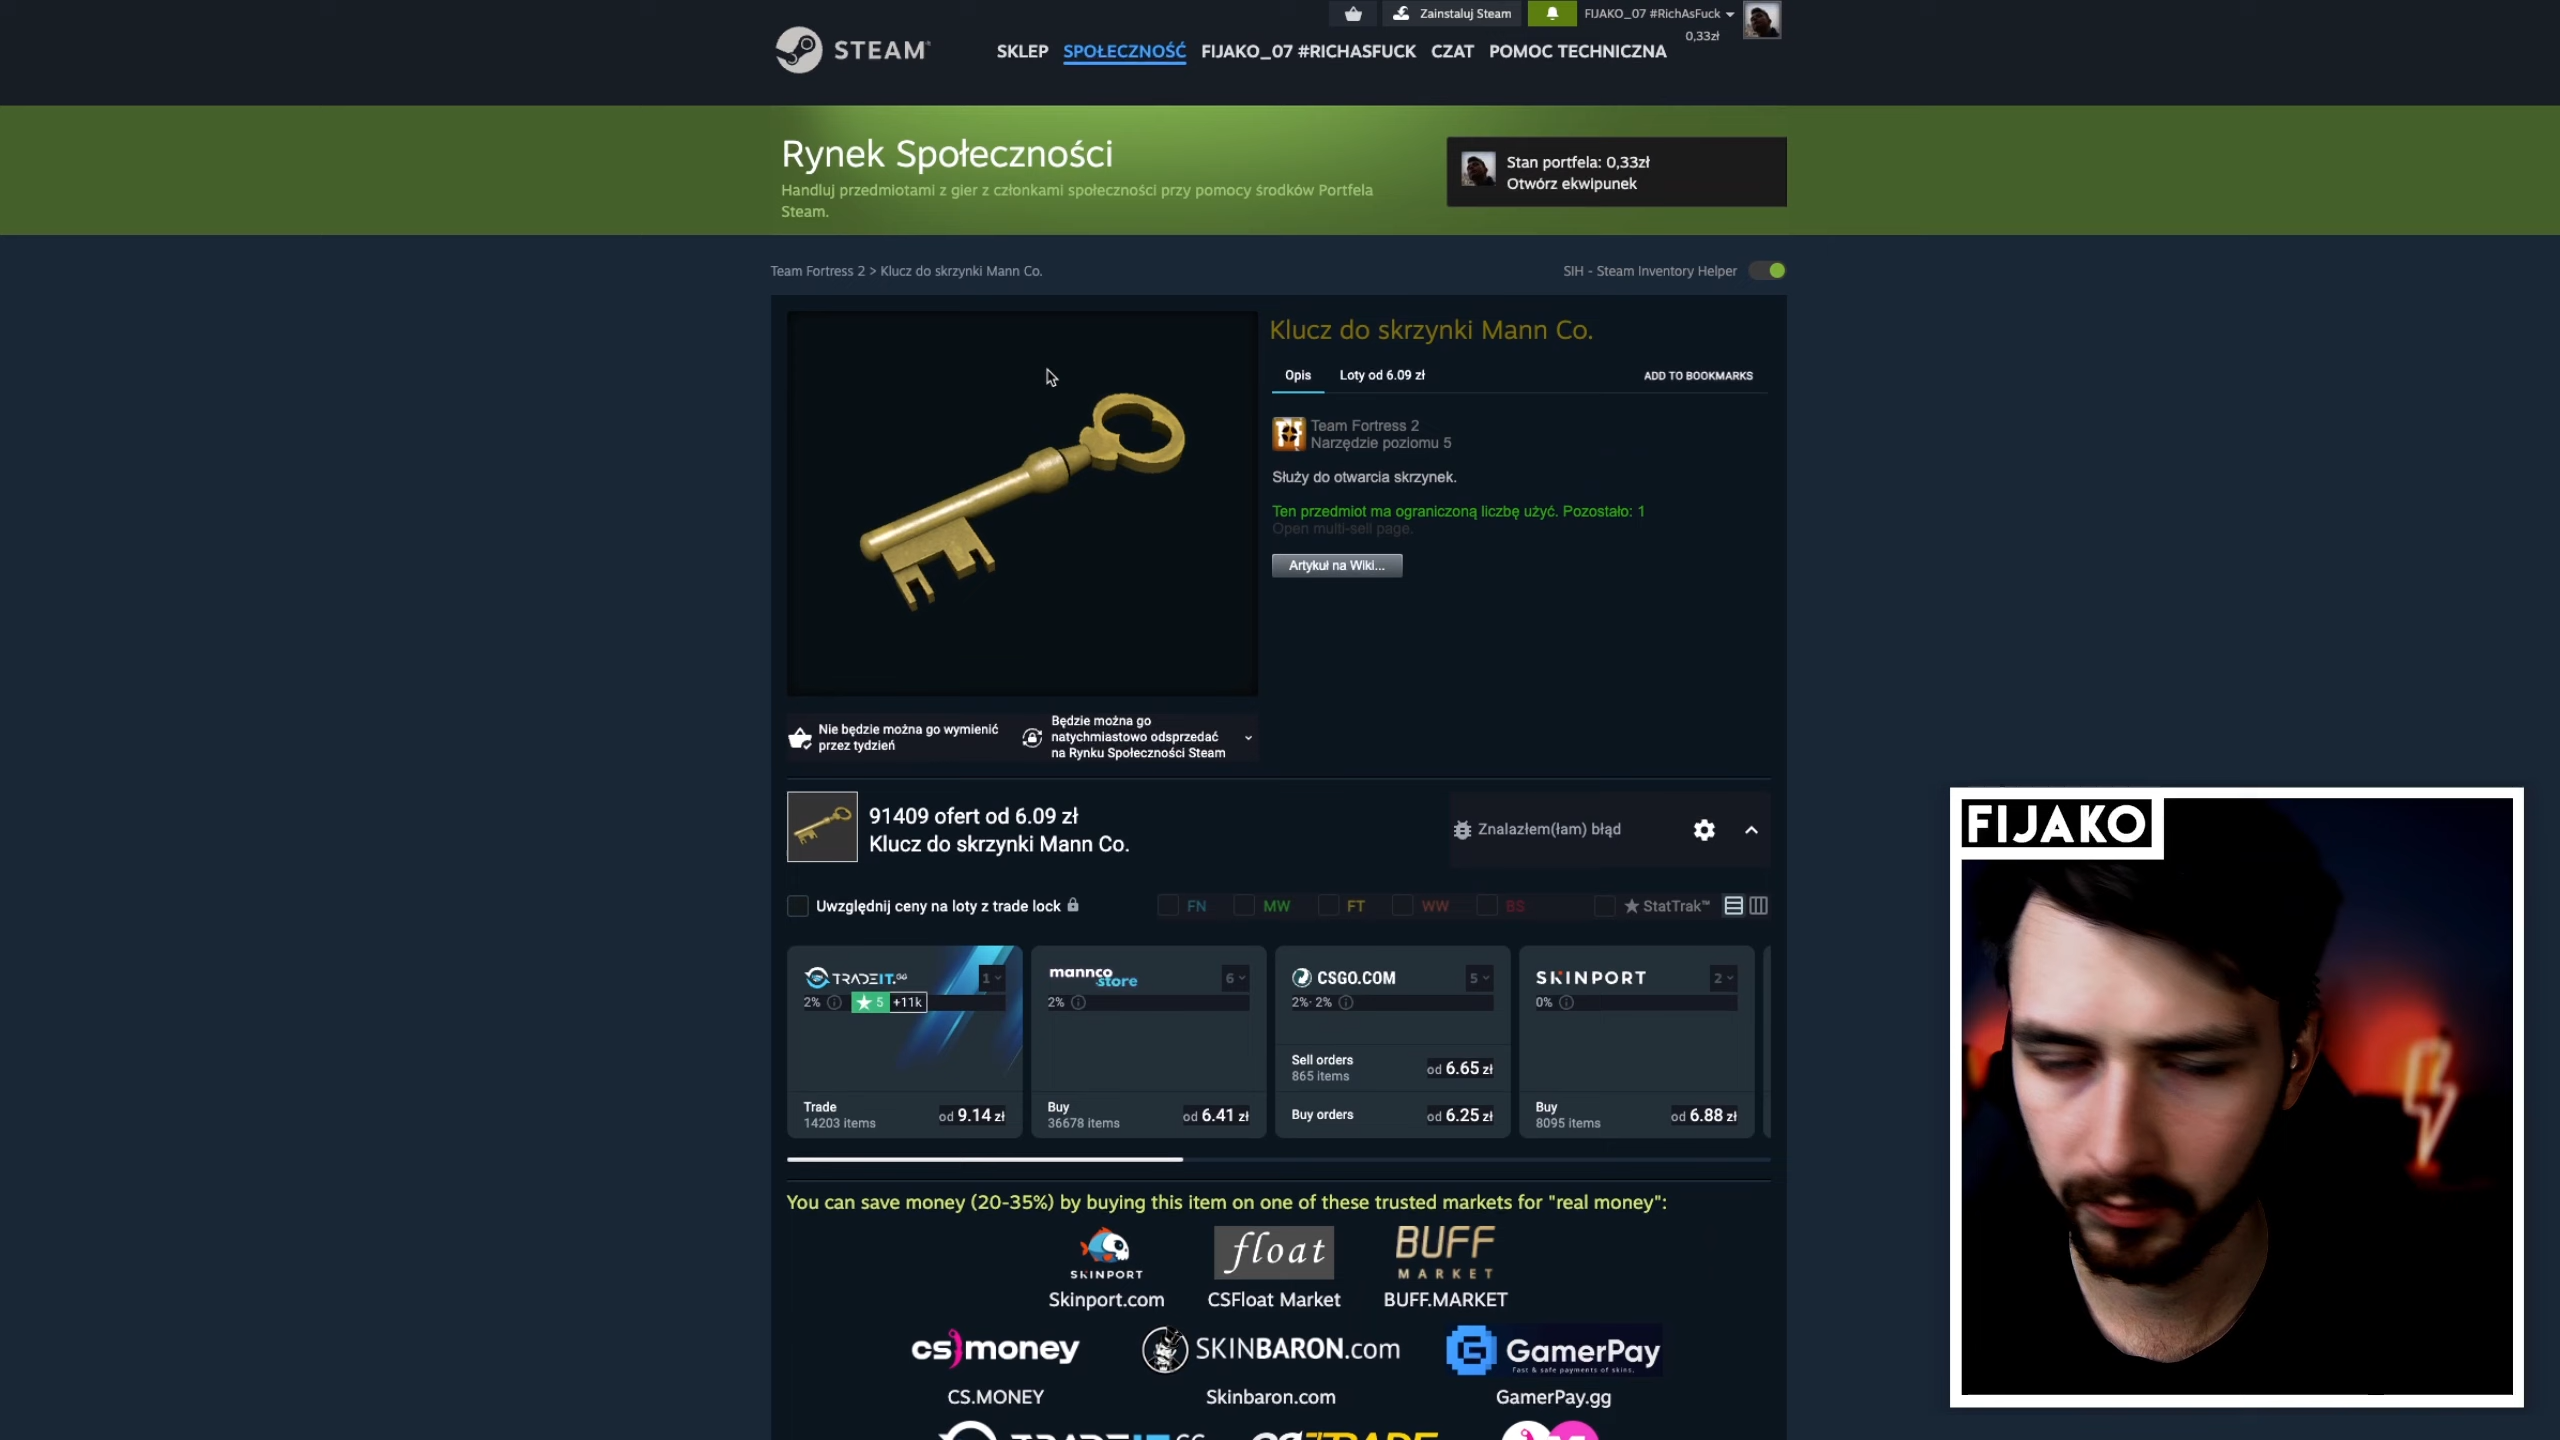 Zainstaluj Steam
FIJAKO_07 #RichAsFuck
0,33zł
STEAM
SKLEP SPOŁECZNOŚĆ FIJAKO_07 #RICHASFUCK CZAT POMOC TECHNICZNA
Rynek Społeczności
Handluj przedmiotami z gier z członkami społeczności przy pomocy środków Portfela
Steam.
Stan portfela: 0,33zł
Otwórz ekwipunek
Team Fortress 2 > Klucz do skrzynki Mann Co.
SIH - Steam Inventory Helper
Klucz do skrzynki Mann Co.
Opis Loty od 6.09 zł ADD TO BOOKMARKS
Team Fortress 2
Narzędzie poziomu 5
Służy do otwarcia skrzynek.
Ten przedmiot ma ograniczoną liczbę użyć. Pozostało: 1
Open multi-sell page.
Artykuł na Wiki...
Nie będzie można go wymienić
przez tydzień
Będzie można go
natychmiastowo odsprzedać
na Rynku Społeczności Steam
91409 ofert od 6.09 zł
Klucz do skrzynki Mann Co.
Znalazłem(łam) błąd
Uwzględnij ceny na loty z trade lock
FN MW FT WW BS ★ StatTrak™
TRADEIT.GG 1
2% ★ 5 +11k
Trade
14203 items
od 9.14 zł
mannco
store
6
2%
Buy
36678 items
od 6.41 zł
CSGO.COM 5
2%- 2%
Sell orders
865 items
od 6.65 zł
Buy orders od 6.25 zł
SKINPORT 2
0%
Buy
8095 items
od 6.88 zł
You can save money (20-35%) by buying this item on one of these trusted markets for "real money":
SKINPORT
float
BUFF
MARKET
Skinport.com CSFloat Market BUFF.MARKET
cs money
SKINBARON.com
GamerPay
Fast & safe payments of skins.
CS.MONEY Skinbaron.com GamerPay.gg
FIJAKO